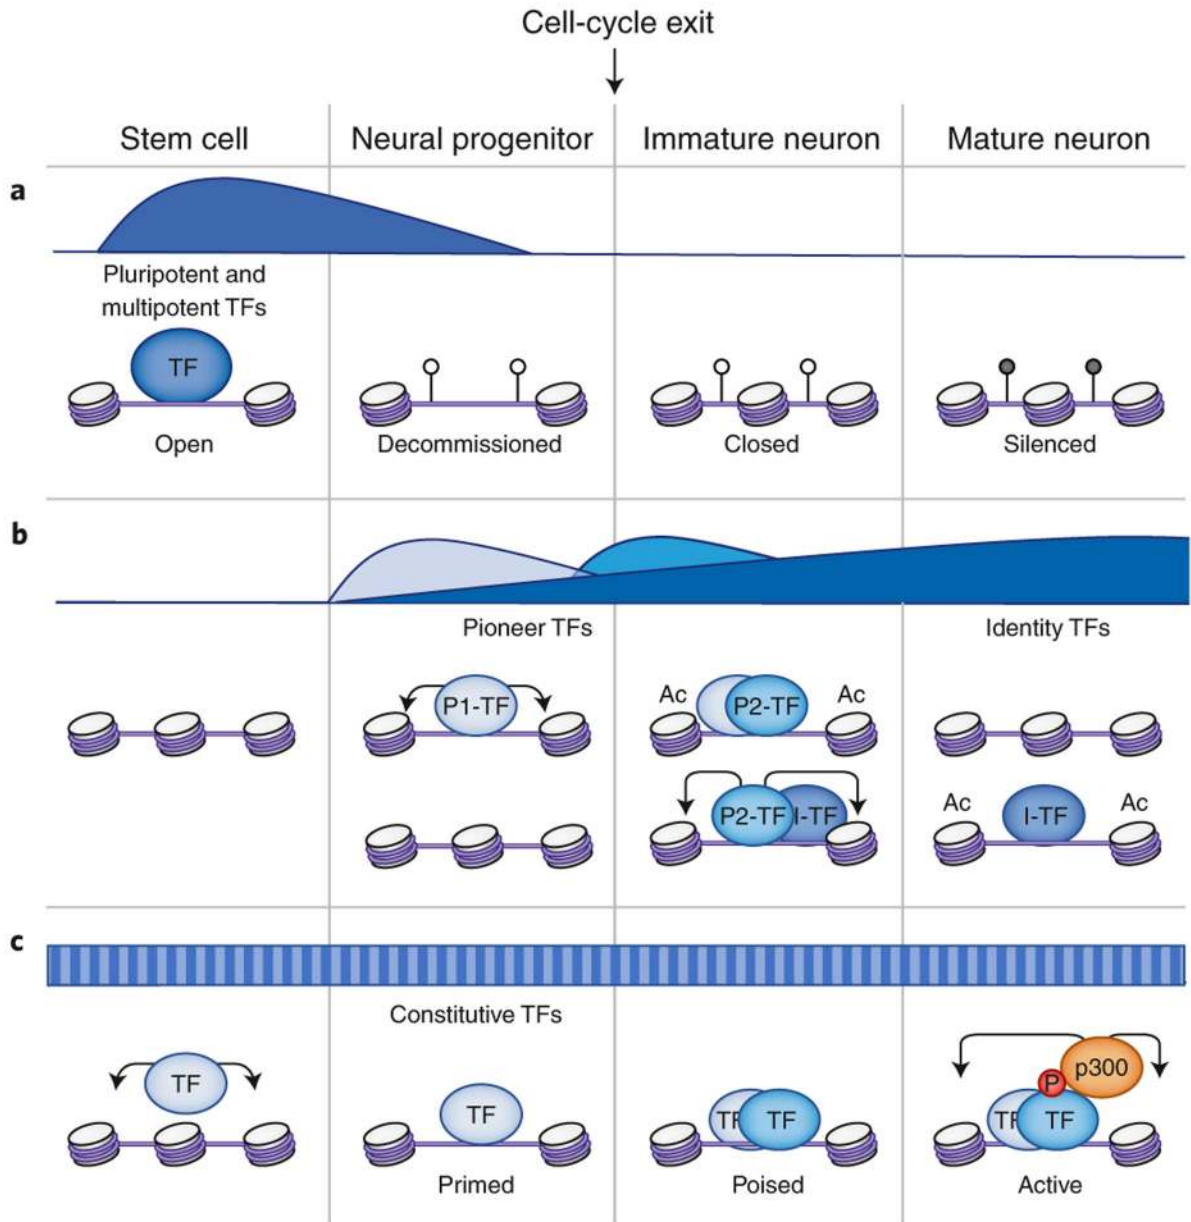 Cell-cycle exit
Stem cell
Neural progenitor
Immature neuron
Mature neuron
a
Pluripotent and
multipotent TFs
TF
Open
Decommissioned
Closed
Silenced
b
Pioneer TFs
Identity TFs
P1-TF
Ac
P2-TF
Ac
P2-TF
I-TF
Ac
I-TF
Ac
c
Constitutive TFs
TF
TF
Primed
TF
TF
Poised
P
p300
TF
TF
Active